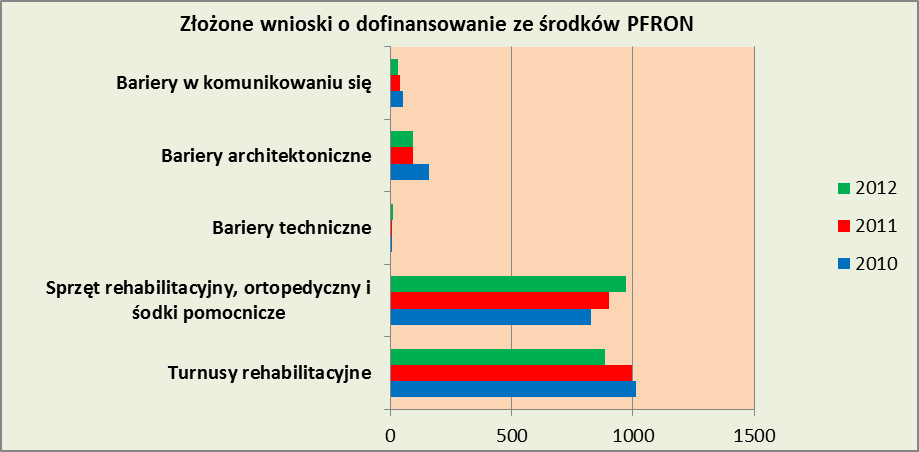 Złożone wnioski o dofinansowanie ze środków PFRON
Bariery w komunikowaniu się
Bariery architektoniczne
Bariery techniczne
Sprzęt rehabilitacyjny, ortopedyczny i
śodki pomocnicze
Turnusy rehabilitacyjne
2012
2011
2010
0
500
1000
1500